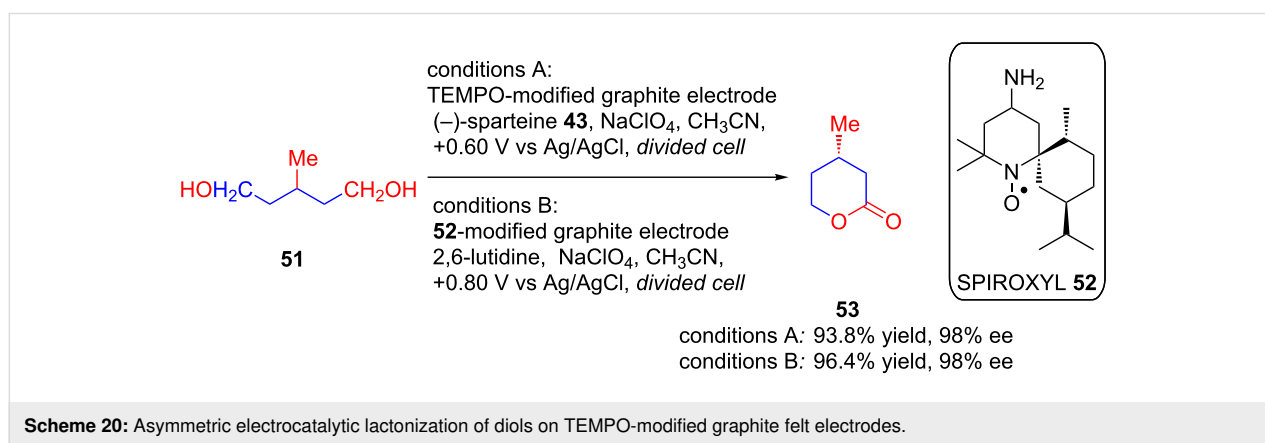 conditions A:
TEMPO-modified graphite electrode
(–)-sparteine 43, NaClO₄, CH₃CN,
+0.60 V vs Ag/AgCl, divided cell
Me
HOH₂C
CH₂OH
51
conditions B:
52-modified graphite electrode
2,6-lutidine, NaClO₄, CH₃CN,
+0.80 V vs Ag/AgCl, divided cell
Me
O
O
53
conditions A: 93.8% yield, 98% ee
conditions B: 96.4% yield, 98% ee
NH₂
N
O•
SPIROXYL 52
Scheme 20: Asymmetric electrocatalytic lactonization of diols on TEMPO-modified graphite felt electrodes.